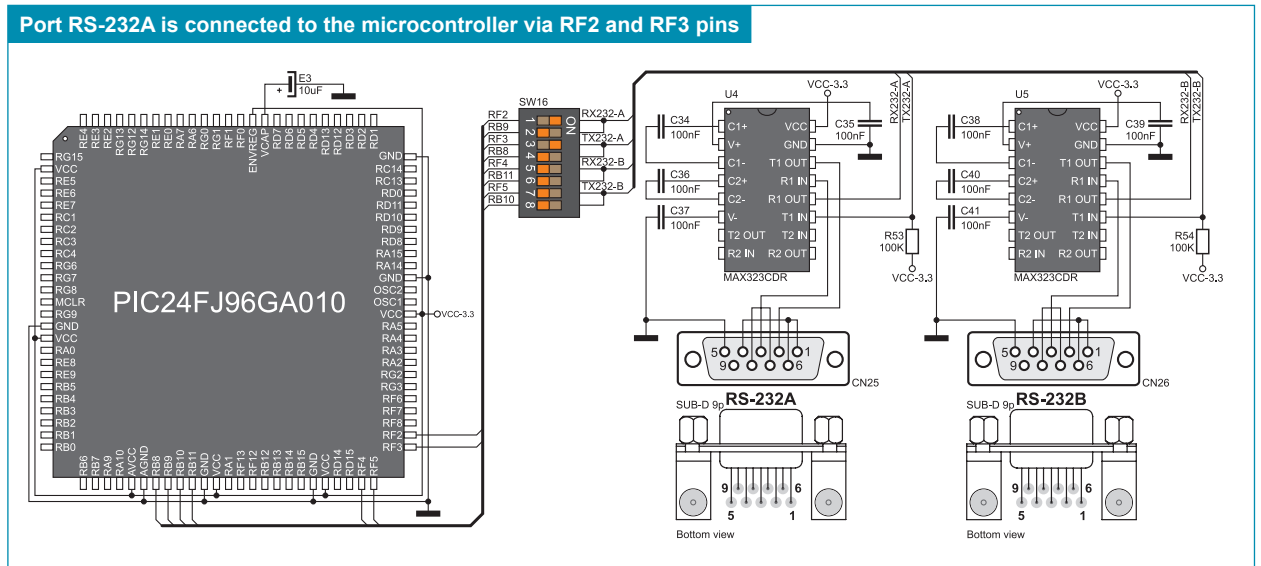 Port RS-232A is connected to the microcontroller via RF2 and RF3 pins
E3
10uF
+
RE4
RE3
RE2
RG13
RG12
RG14
RE1
RE0
RA7
RA6
RG0
RG1
RF1
RF0
ENVREG
VCAP
RD7
RD6
RD5
RD4
RD13
RD12
RD3
RD2
RD1
RG15
VCC
RE5
RE6
RE7
RC1
RC2
RC3
RC4
RG6
RG7
RG8
MCLR
RG9
GND
VCC
RA0
RE8
RE9
RB5
RB4
RB3
RB2
RB1
RB0
PIC24FJ96GA010
GND
RC14
RC13
RD0
RD11
RD10
RD9
RD8
RA15
RA14
GND
OSC2
OSC1
VCC
RA5
RA4
RA3
RA2
RG2
RG3
RF6
RF7
RF8
RF2
RF3
VCC-3.3
RB6
RB7
RA9
RA10
AVCC
AGND
RB8
RB9
RB10
RB11
GND
VCC
RA1
RF13
RF12
RB12
RB13
RB14
RB15
GND
VCC
RD14
RD15
RF4
RF5
SW16
RF2
RB9
RF3
RB8
RF4
RB11
RF5
RB10
ON
1
2
3
4
5
6
7
8
RX232-A
TX232-A
RX232-B
TX232-B
U4
VCC-3.3
RX232-A
TX232-A
C34
100nF
C35
100nF
C36
100nF
C37
100nF
C1+
V+
C1-
C2+
C2-
V-
T2 OUT
R2 IN
VCC
GND
T1 OUT
R1 IN
R1 OUT
T1 IN
T2 IN
R2 OUT
MAX323CDR
R53
100K
VCC-3.3
5
1
9
6
CN25
SUB-D 9p
RS-232A
9
6
5
1
Bottom view
U5
VCC-3.3
RX232-B
TX232-B
C38
100nF
C39
100nF
C40
100nF
C41
100nF
C1+
V+
C1-
C2+
C2-
V-
T2 OUT
R2 IN
VCC
GND
T1 OUT
R1 IN
R1 OUT
T1 IN
T2 IN
R2 OUT
MAX323CDR
R54
100K
VCC-3.3
5
1
9
6
CN26
SUB-D 9p
RS-232B
9
6
5
1
Bottom view